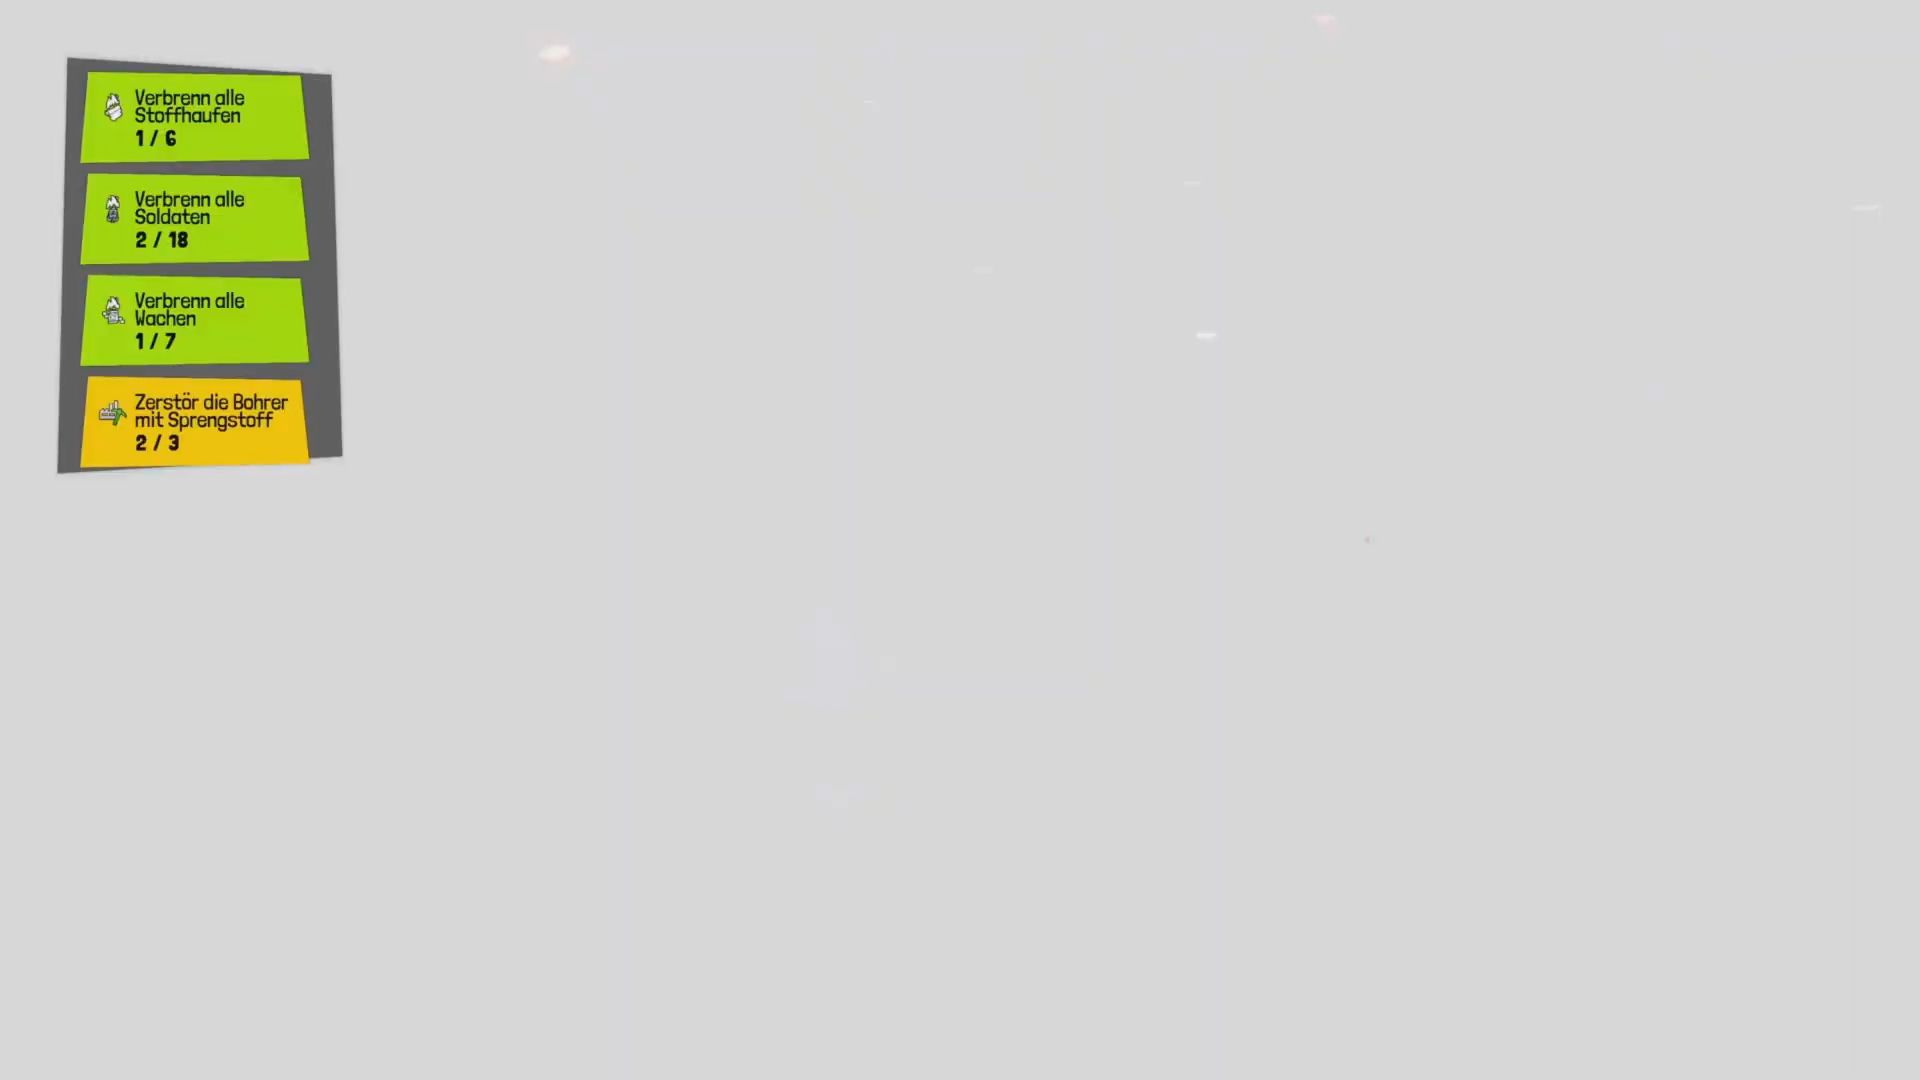 Verbrenn alle
Stoffhaufen
1 / 6
Verbrenn alle
Soldaten
2 / 18
Verbrenn alle
Wachen
1 / 7
Zerstör die Bohrer
mit Sprengstoff
2 / 3